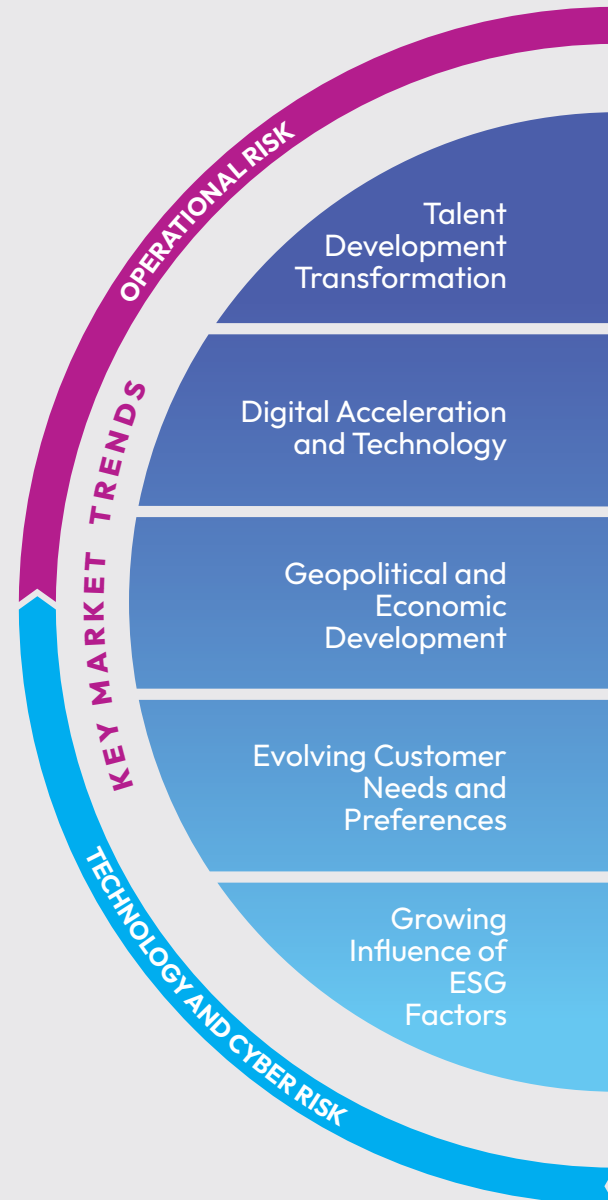 OPERATIONAL RISK
KEY MARKET TRENDS
TECHNOLOGY AND CYBER RISK
Talent
Development
Transformation
Digital Acceleration
and Technology
Geopolitical and
Economic
Development
Evolving Customer
Needs and
Preferences
Growing
Influence of
ESG
Factors